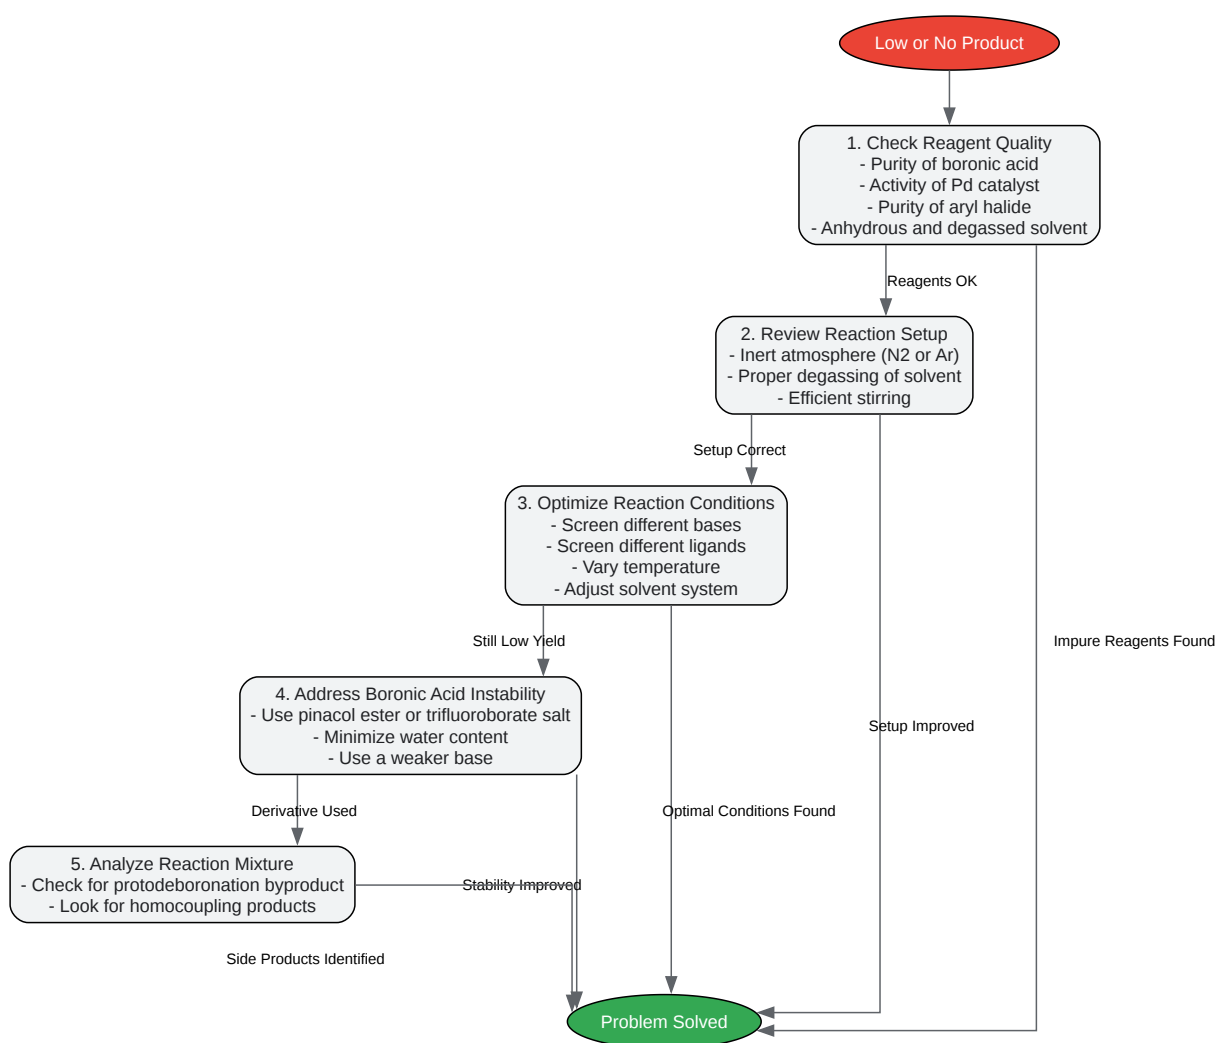 Low or No Product
1. Check Reagent Quality
- Purity of boronic acid
- Activity of Pd catalyst
- Purity of aryl halide
- Anhydrous and degassed solvent
Reagents OK
2. Review Reaction Setup
- Inert atmosphere (N2 or Ar)
- Proper degassing of solvent
- Efficient stirring
Setup Correct
3. Optimize Reaction Conditions
- Screen different bases
- Screen different ligands
- Vary temperature
- Adjust solvent system
Still Low Yield
Impure Reagents Found
4. Address Boronic Acid Instability
- Use pinacol ester or trifluoroborate salt
- Minimize water content
- Use a weaker base
Setup Improved
Derivative Used
Optimal Conditions Found
5. Analyze Reaction Mixture
- Check for protodeboronation byproduct
- Look for homocoupling products
Stability Improved
Side Products Identified
Problem Solved